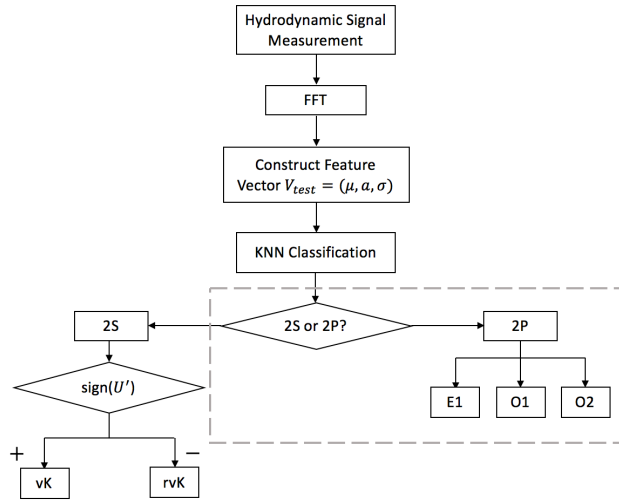 Hydrodynamic Signal
Measurement
FFT
Construct Feature
Vector V_test = (μ, a, σ)
KNN Classification
2S or 2P?
2S
2P
sign(U′)
E1
O1
O2
+
−
vK
rvK